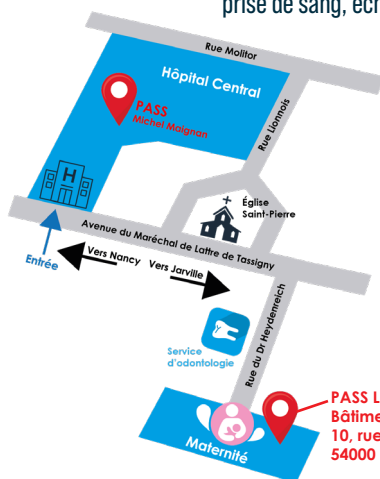 prise de sang, éch
Rue Molitor
Hôpital Central
PASS
Michel Maignan
Rue Lionnois
H
Église
Saint-Pierre
Avenue du Maréchal de Lattre de Tassigny
Entrée
Vers Nancy
Vers Jarville
Rue du Dr Heydenreich
Service
d'odontologie
PASS L
Bâtime
10, rue
54000
Maternité